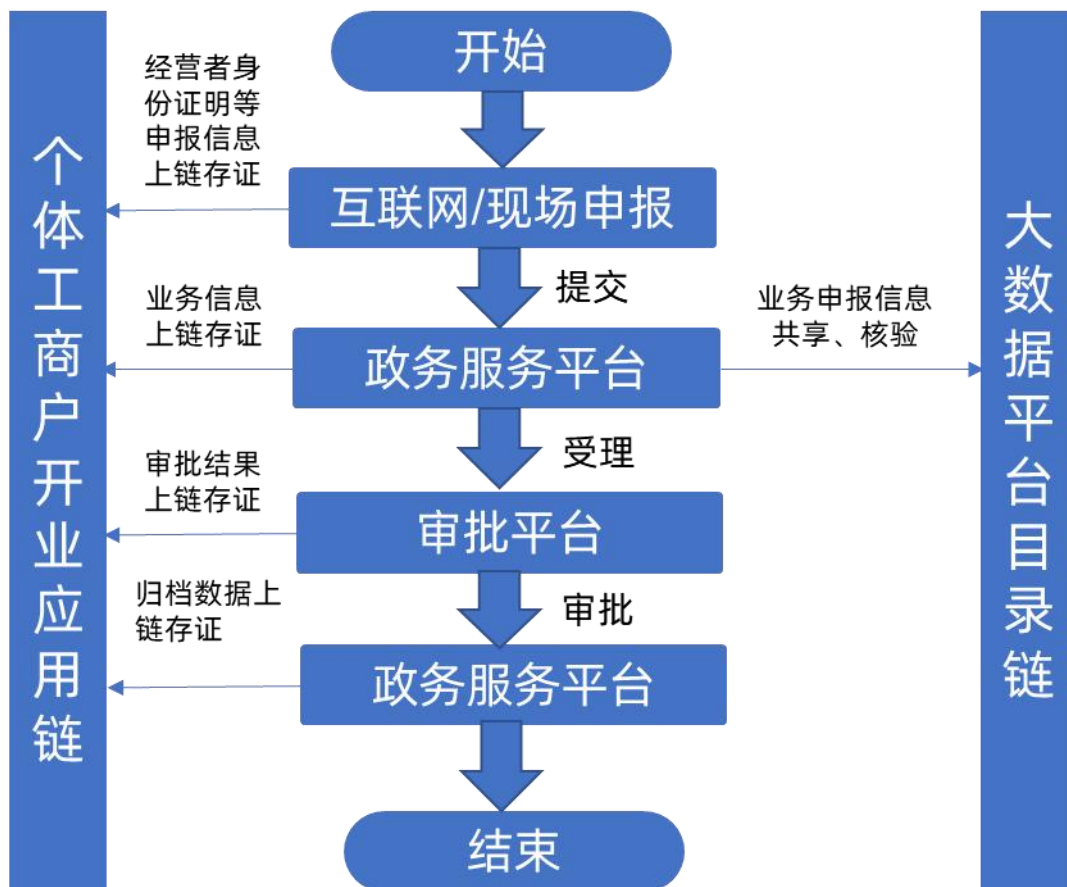 个体工商户开业应用链
开始
经营者身
份证明等
申报信息
上链存证
互联网/现场申报
提交
业务信息
上链存证
政务服务平台
业务申报信息
共享、核验
受理
审批结果
上链存证
审批平台
审批
归档数据上
链存证
政务服务平台
结束
大数据平台目录链